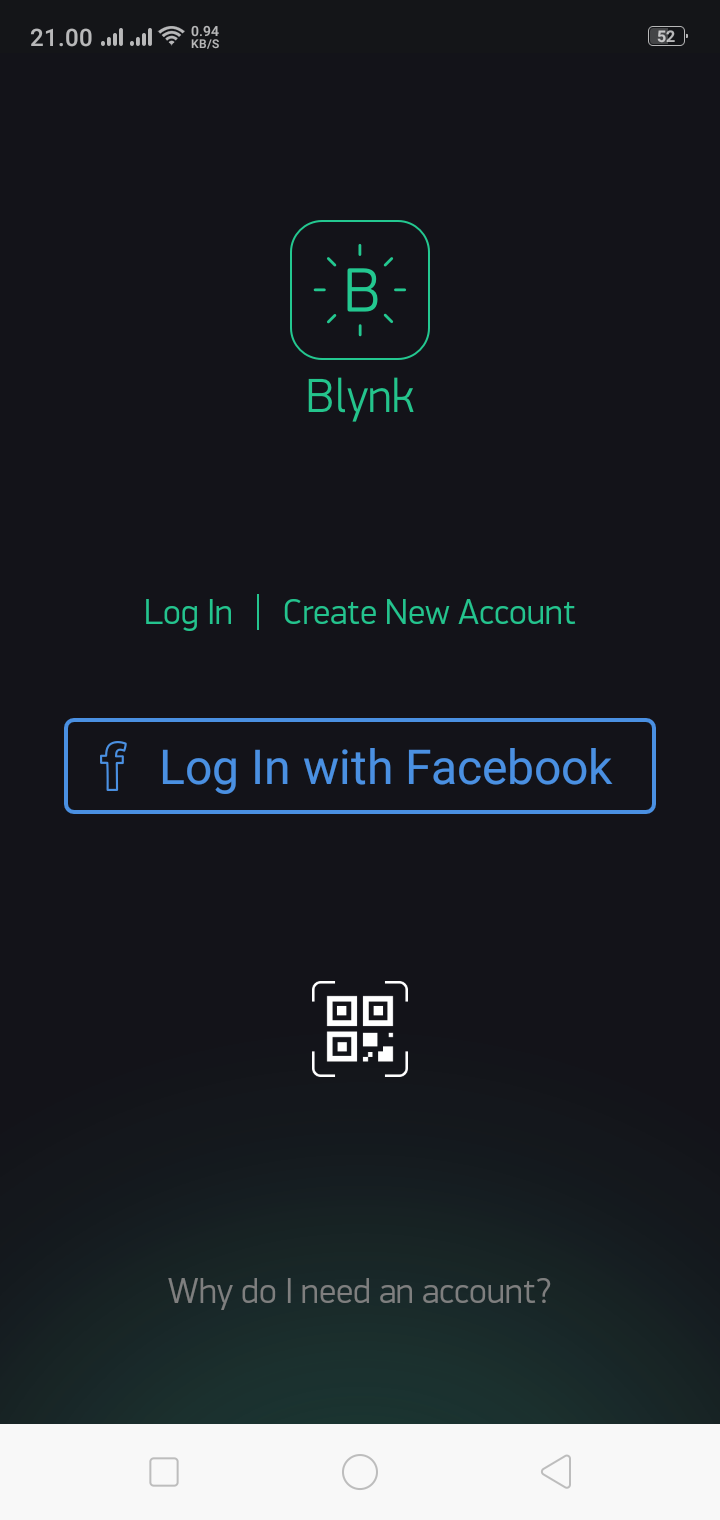 21.00
0.94
KB/S
52
B
Blynk
Log In | Create New Account
f Log In with Facebook
Why do I need an account?